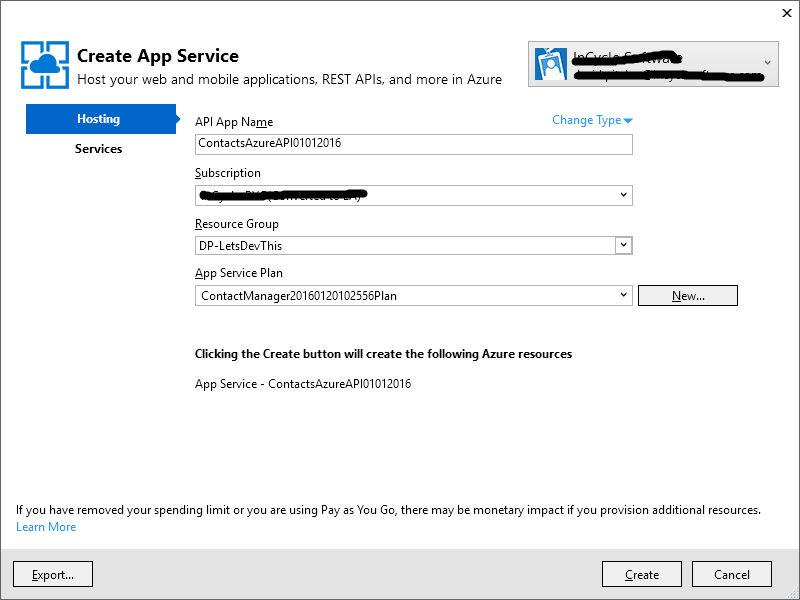 Create App Service
Host your web and mobile applications, REST APIs, and more in Azure
Hosting
Services
API App Name
Change Type
ContactsAzureAPI01012016
Subscription
Resource Group
DP-LetsDevThis
App Service Plan
ContactManager20160120102556Plan
New...
Clicking the Create button will create the following Azure resources
App Service - ContactsAzureAPI01012016
If you have removed your spending limit or you are using Pay as You Go, there may be monetary impact if you provision additional resources.
Learn More
Export...
Create
Cancel